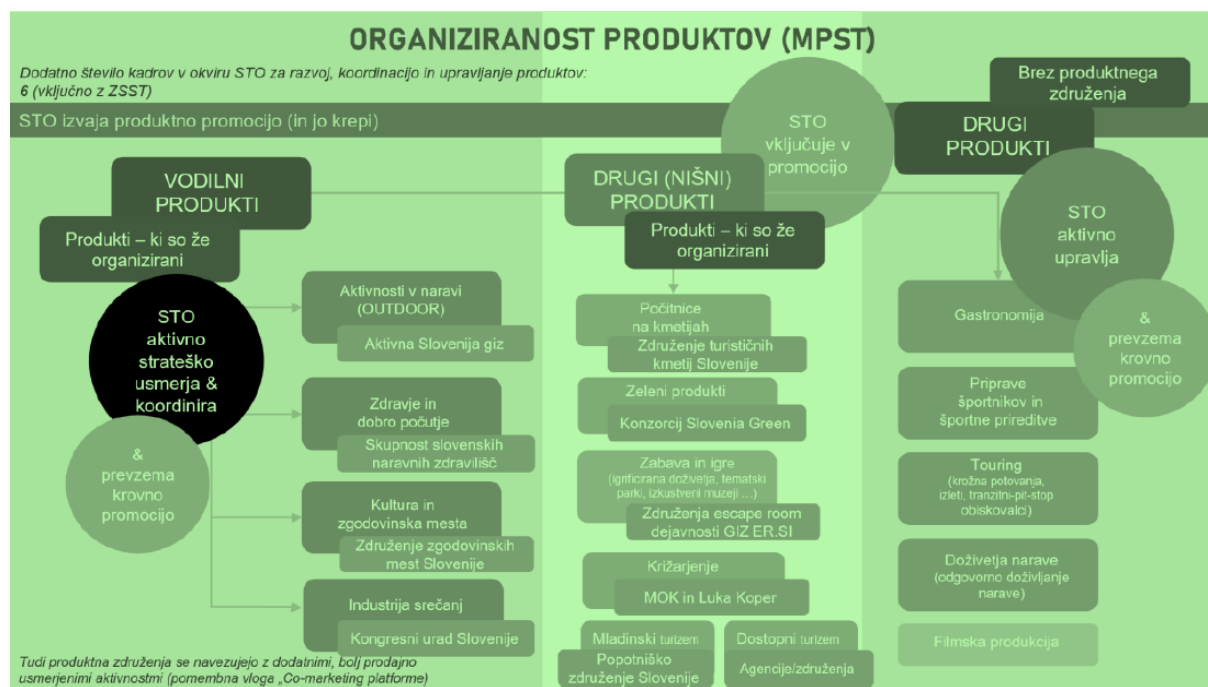 ORGANIZIRANOST PRODUKTOV (MPST)
Dodatno število kadrov v okviru STO za razvoj, koordinacijo in upravljanje produktov:
6 (vključno z ZSST)
STO izvaja produktno promocijo (in jo krepi)
VODILNI
PRODUKTI
Produkti – ki so že
organizirani
STO
aktivno
strateško
usmerja &
koordinira
&
prevzema
krovno
promocijo
Aktivnosti v naravi
(OUTDOOR)
Aktivna Slovenija giz
Zdravje in
dobro počutje
Skupnost slovenskih
naravnih zdravilišč
Kultura in
zgodovinska mesta
Združenje zgodovinskih
mest Slovenije
Industrija srečanj
Kongresni urad Slovenije
Tudi produktna združenja se navezujejo z dodatnimi, bolj prodajno
usmerjenimi aktivnostmi (pomembna vloga „Co-marketing platforme)
STO
vključuje v
promocijo
DRUGI (NIŠNI)
PRODUKTI
Produkti – ki so že
organizirani
Počitnice
na kmetijah
Združenje turističnih
kmetij Slovenije
Zeleni produkti
Konzorcij Slovenia Green
Zabava in igre
(igrificirana doživetja, tematski
parki, izkustveni muzeji ...)
Združenja escape room
dejavnosti GIZ ER.SI
Križarjenje
MOK in Luka Koper
Mladinski turizem
Popotniško
združenje Slovenije
Dostopni turizem
Agencije/združenja
Brez produktnega
združenja
DRUGI
PRODUKTI
STO
aktivno
upravlja
&
prevzema
krovno
promocijo
Gastronomija
Priprave
športnikov in
športne prireditve
Touring
(krožna potovanja,
izleti, tranzitni-pit-stop
obiskovalci)
Doživetja narave
(odgovorno doživljanje
narave)
Filmska produkcija